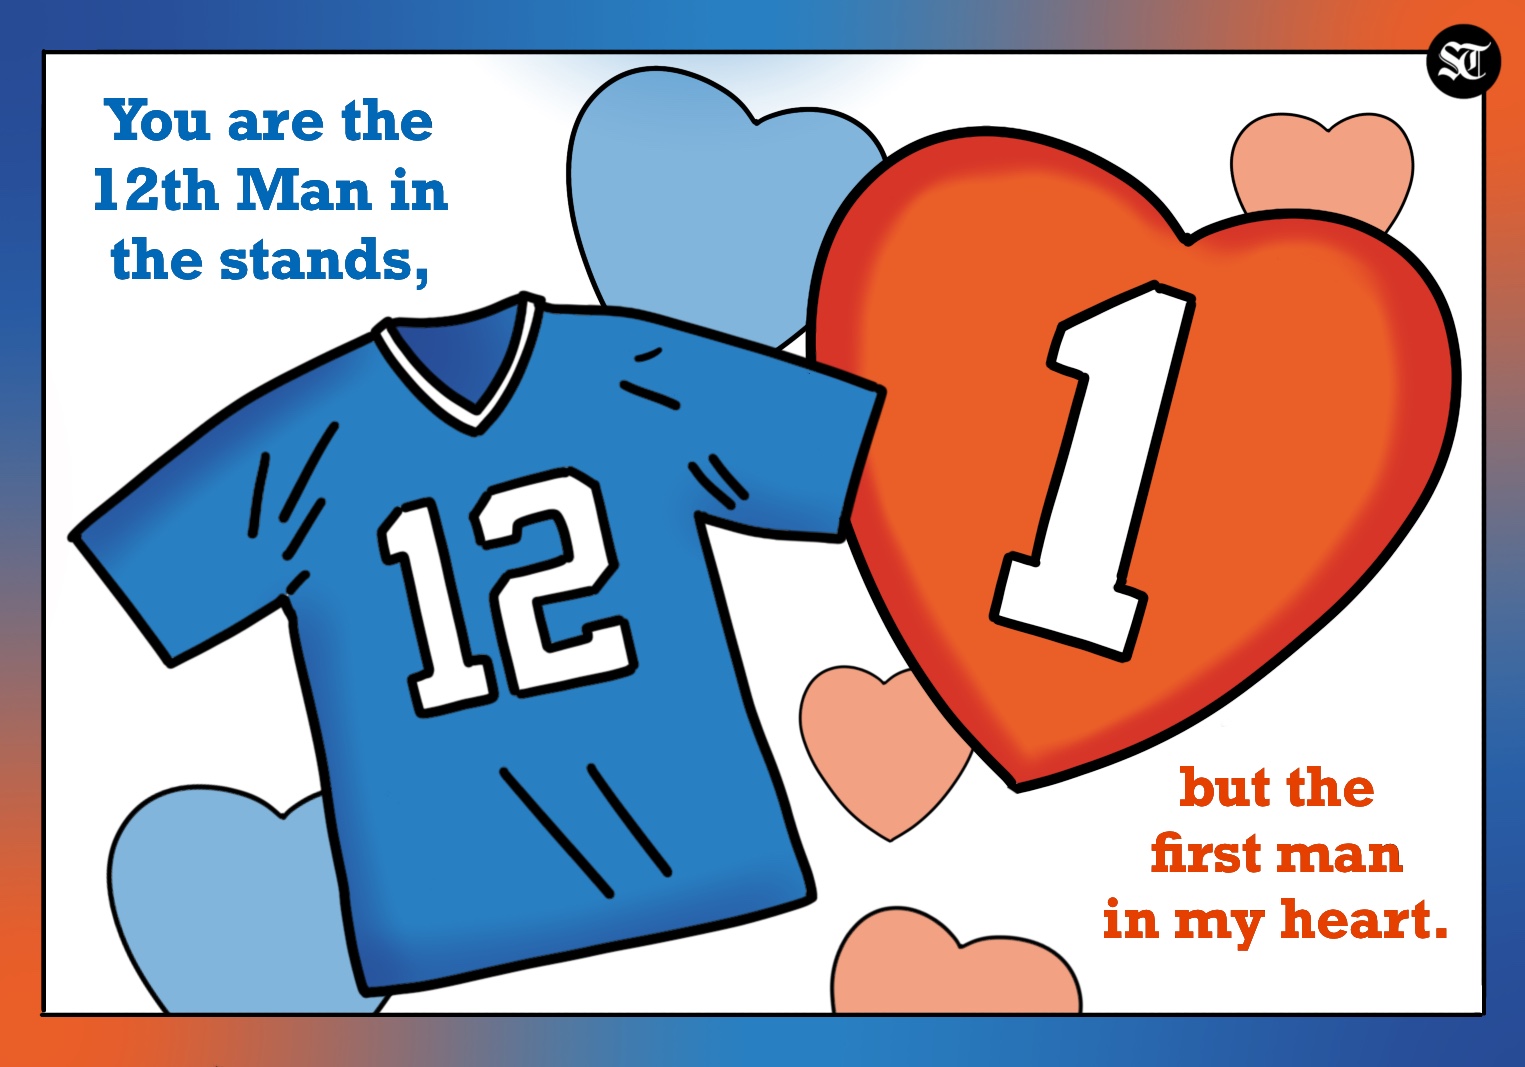 ST
You are the
12th Man in
the stands,
1
12
but the
first man
in my heart.